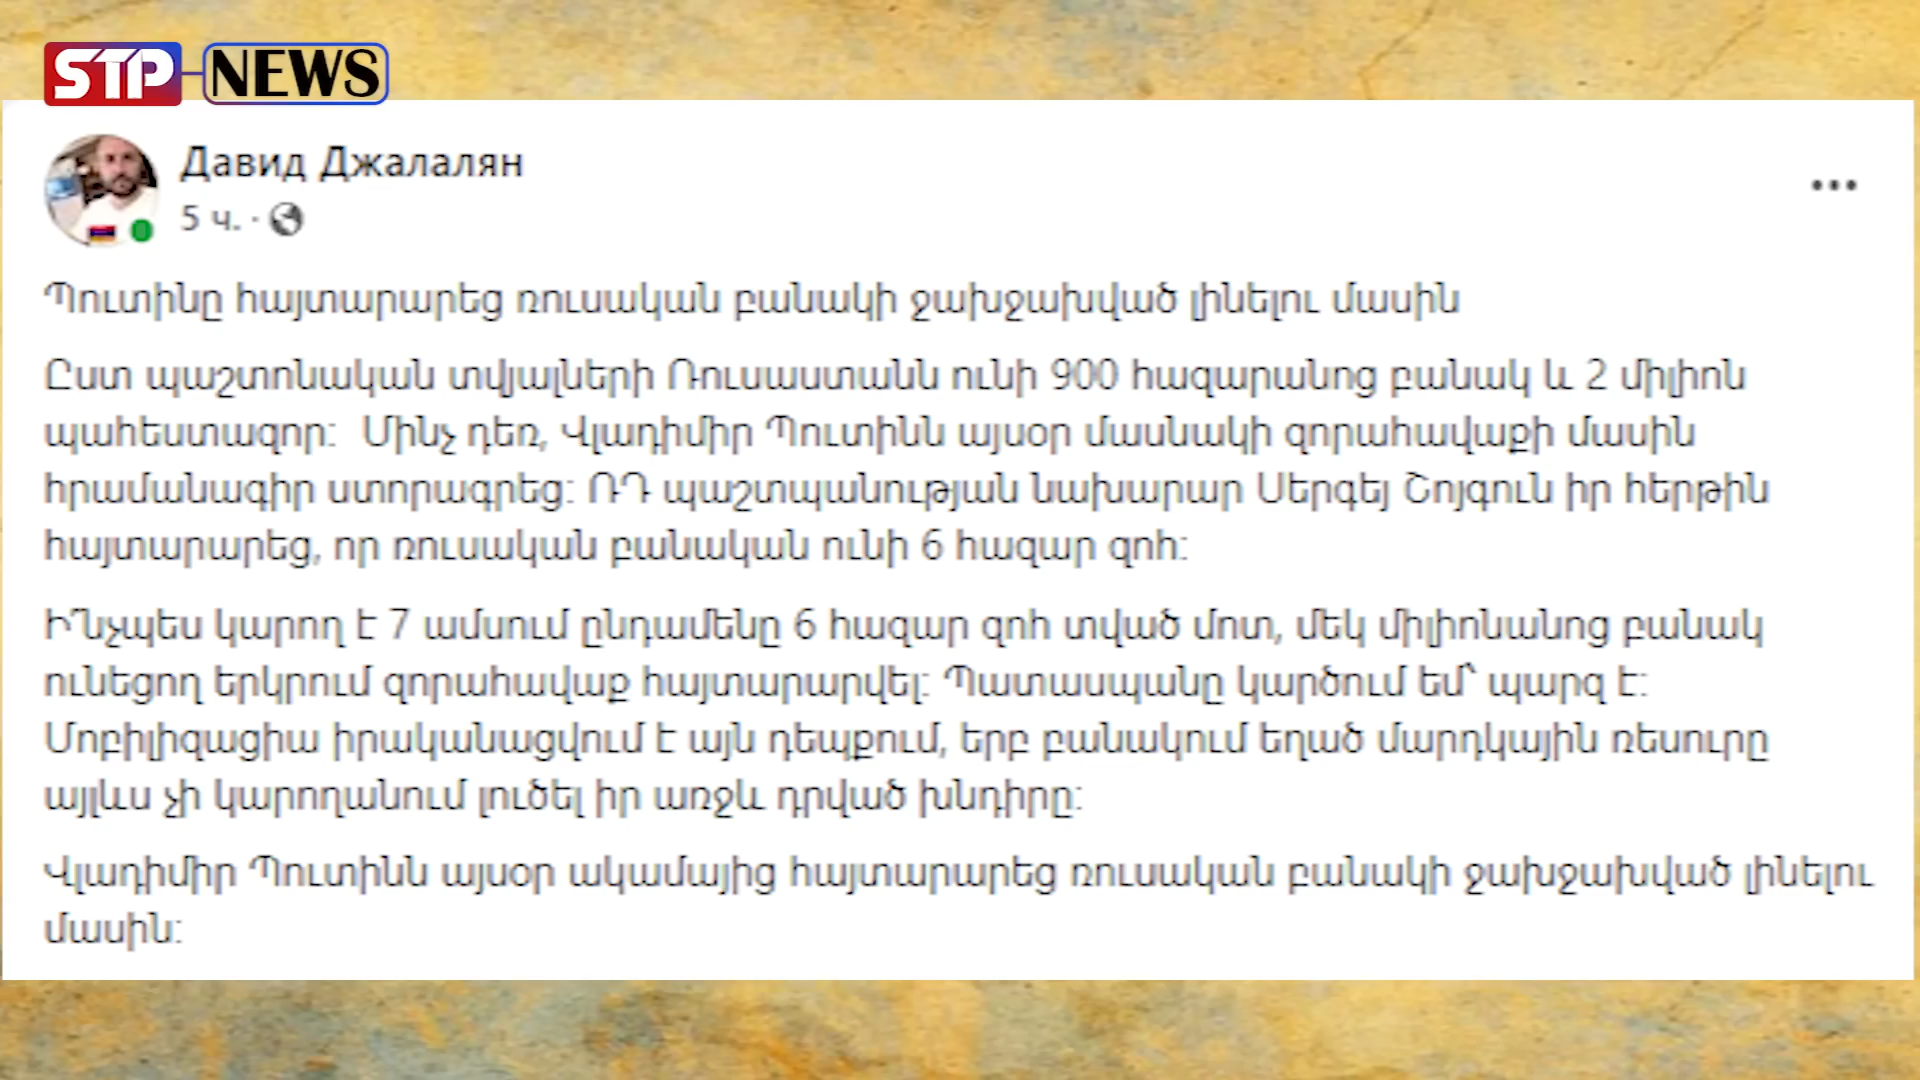 STP NEWS
Давид Джалалян
5 ч. ·
Պուտինը հայտարարեց ռուսական բանակի ջախջախված լինելու մասին
Ըստ պաշտոնական տվյալների Ռուսաստանն ունի 900 հազարանոց բանակ և 2 միլիոն
պահեստազոր։ Մինչ դեռ, Վլադիմիր Պուտինն այսօր մասնակի զորահավաքի մասին
հրամանագիր ստորագրեց։ ՌԴ պաշտպանության նախարար Սերգեյ Շոյգուն իր հերթին
հայտարարեց, որ ռուսական բանական ունի 6 հազար զոհ։
Ի՞նչպես կարող է 7 ամսում ընդամենը 6 հազար զոհ տված մոտ, մեկ միլիոնանոց բանակ
ունեցող երկրում զորահավաք հայտարարվել։ Պատասպանը կարծում եմ՝ պարզ է։
Մոբիլիզացիա իրականացվում է այն դեպքում, երբ բանակում եղած մարդկային ռեսուրը
այլևս չի կարողանում լուծել իր առջև դրված խնդիրը։
Վլադիմիր Պուտինն այսօր ակամայից հայտարարեց ռուսական բանակի ջախջախված լինելու
մասին։